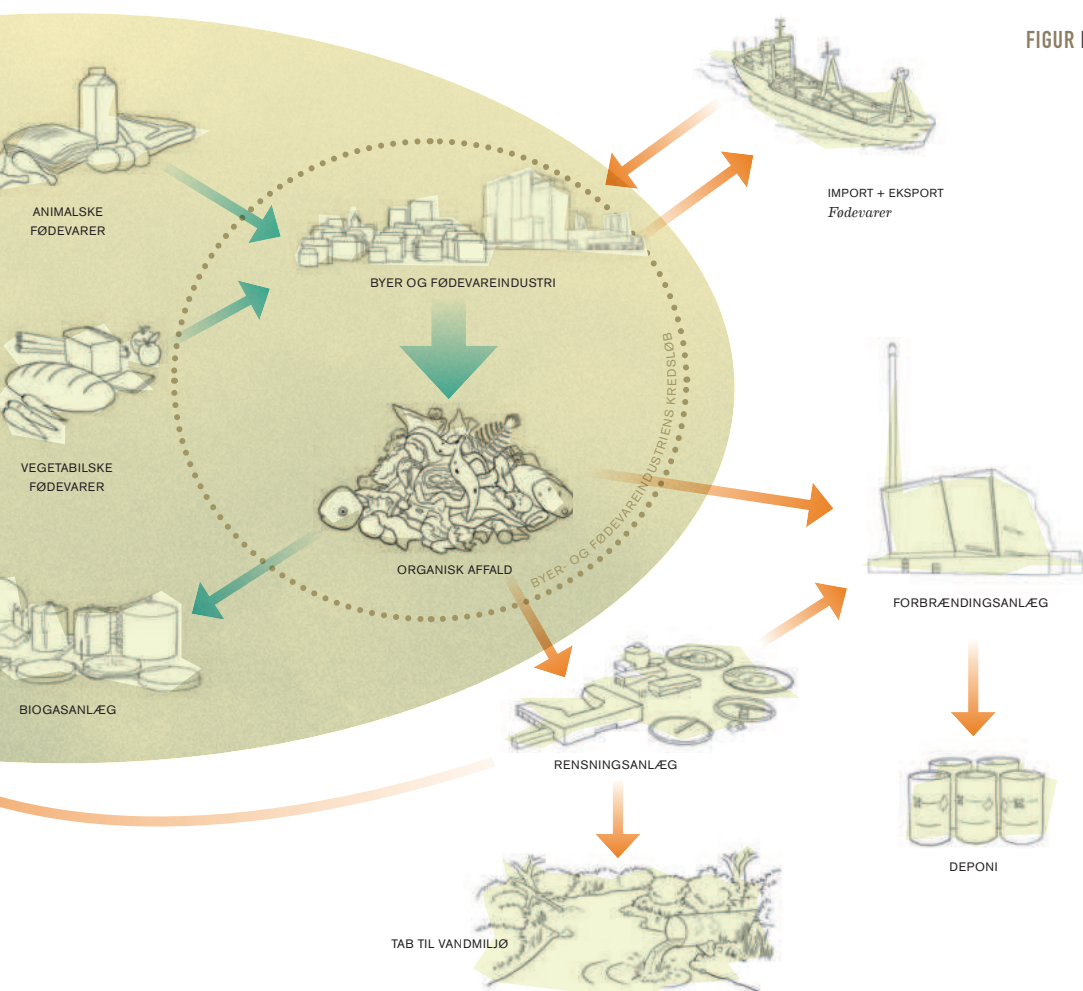 FIGUR
ANIMALSKE
FØDEVARER
IMPORT + EKSPORT
Fødevarer
BYER OG FØDEVAREINDUSTRI
VEGETABILSKE
FØDEVARER
BYER- OG FØDEVAREINDUSTRIENS KREDSLØB
ORGANISK AFFALD
FORBRÆNDINGSANLÆG
BIOGASANLÆG
RENSNINGSANLÆG
DEPONI
TAB TIL VANDMILJØ